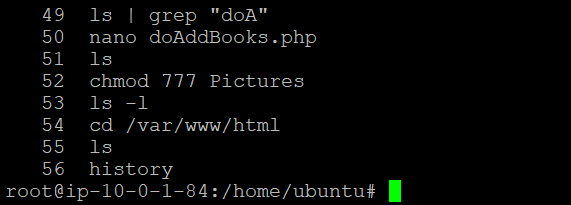 49 ls | grep "doA"
50 nano doAddBooks.php
51 ls
52 chmod 777 Pictures
53 ls -l
54 cd /var/www/html
55 ls
56 history
root@ip-10-0-1-84:/home/ubuntu#